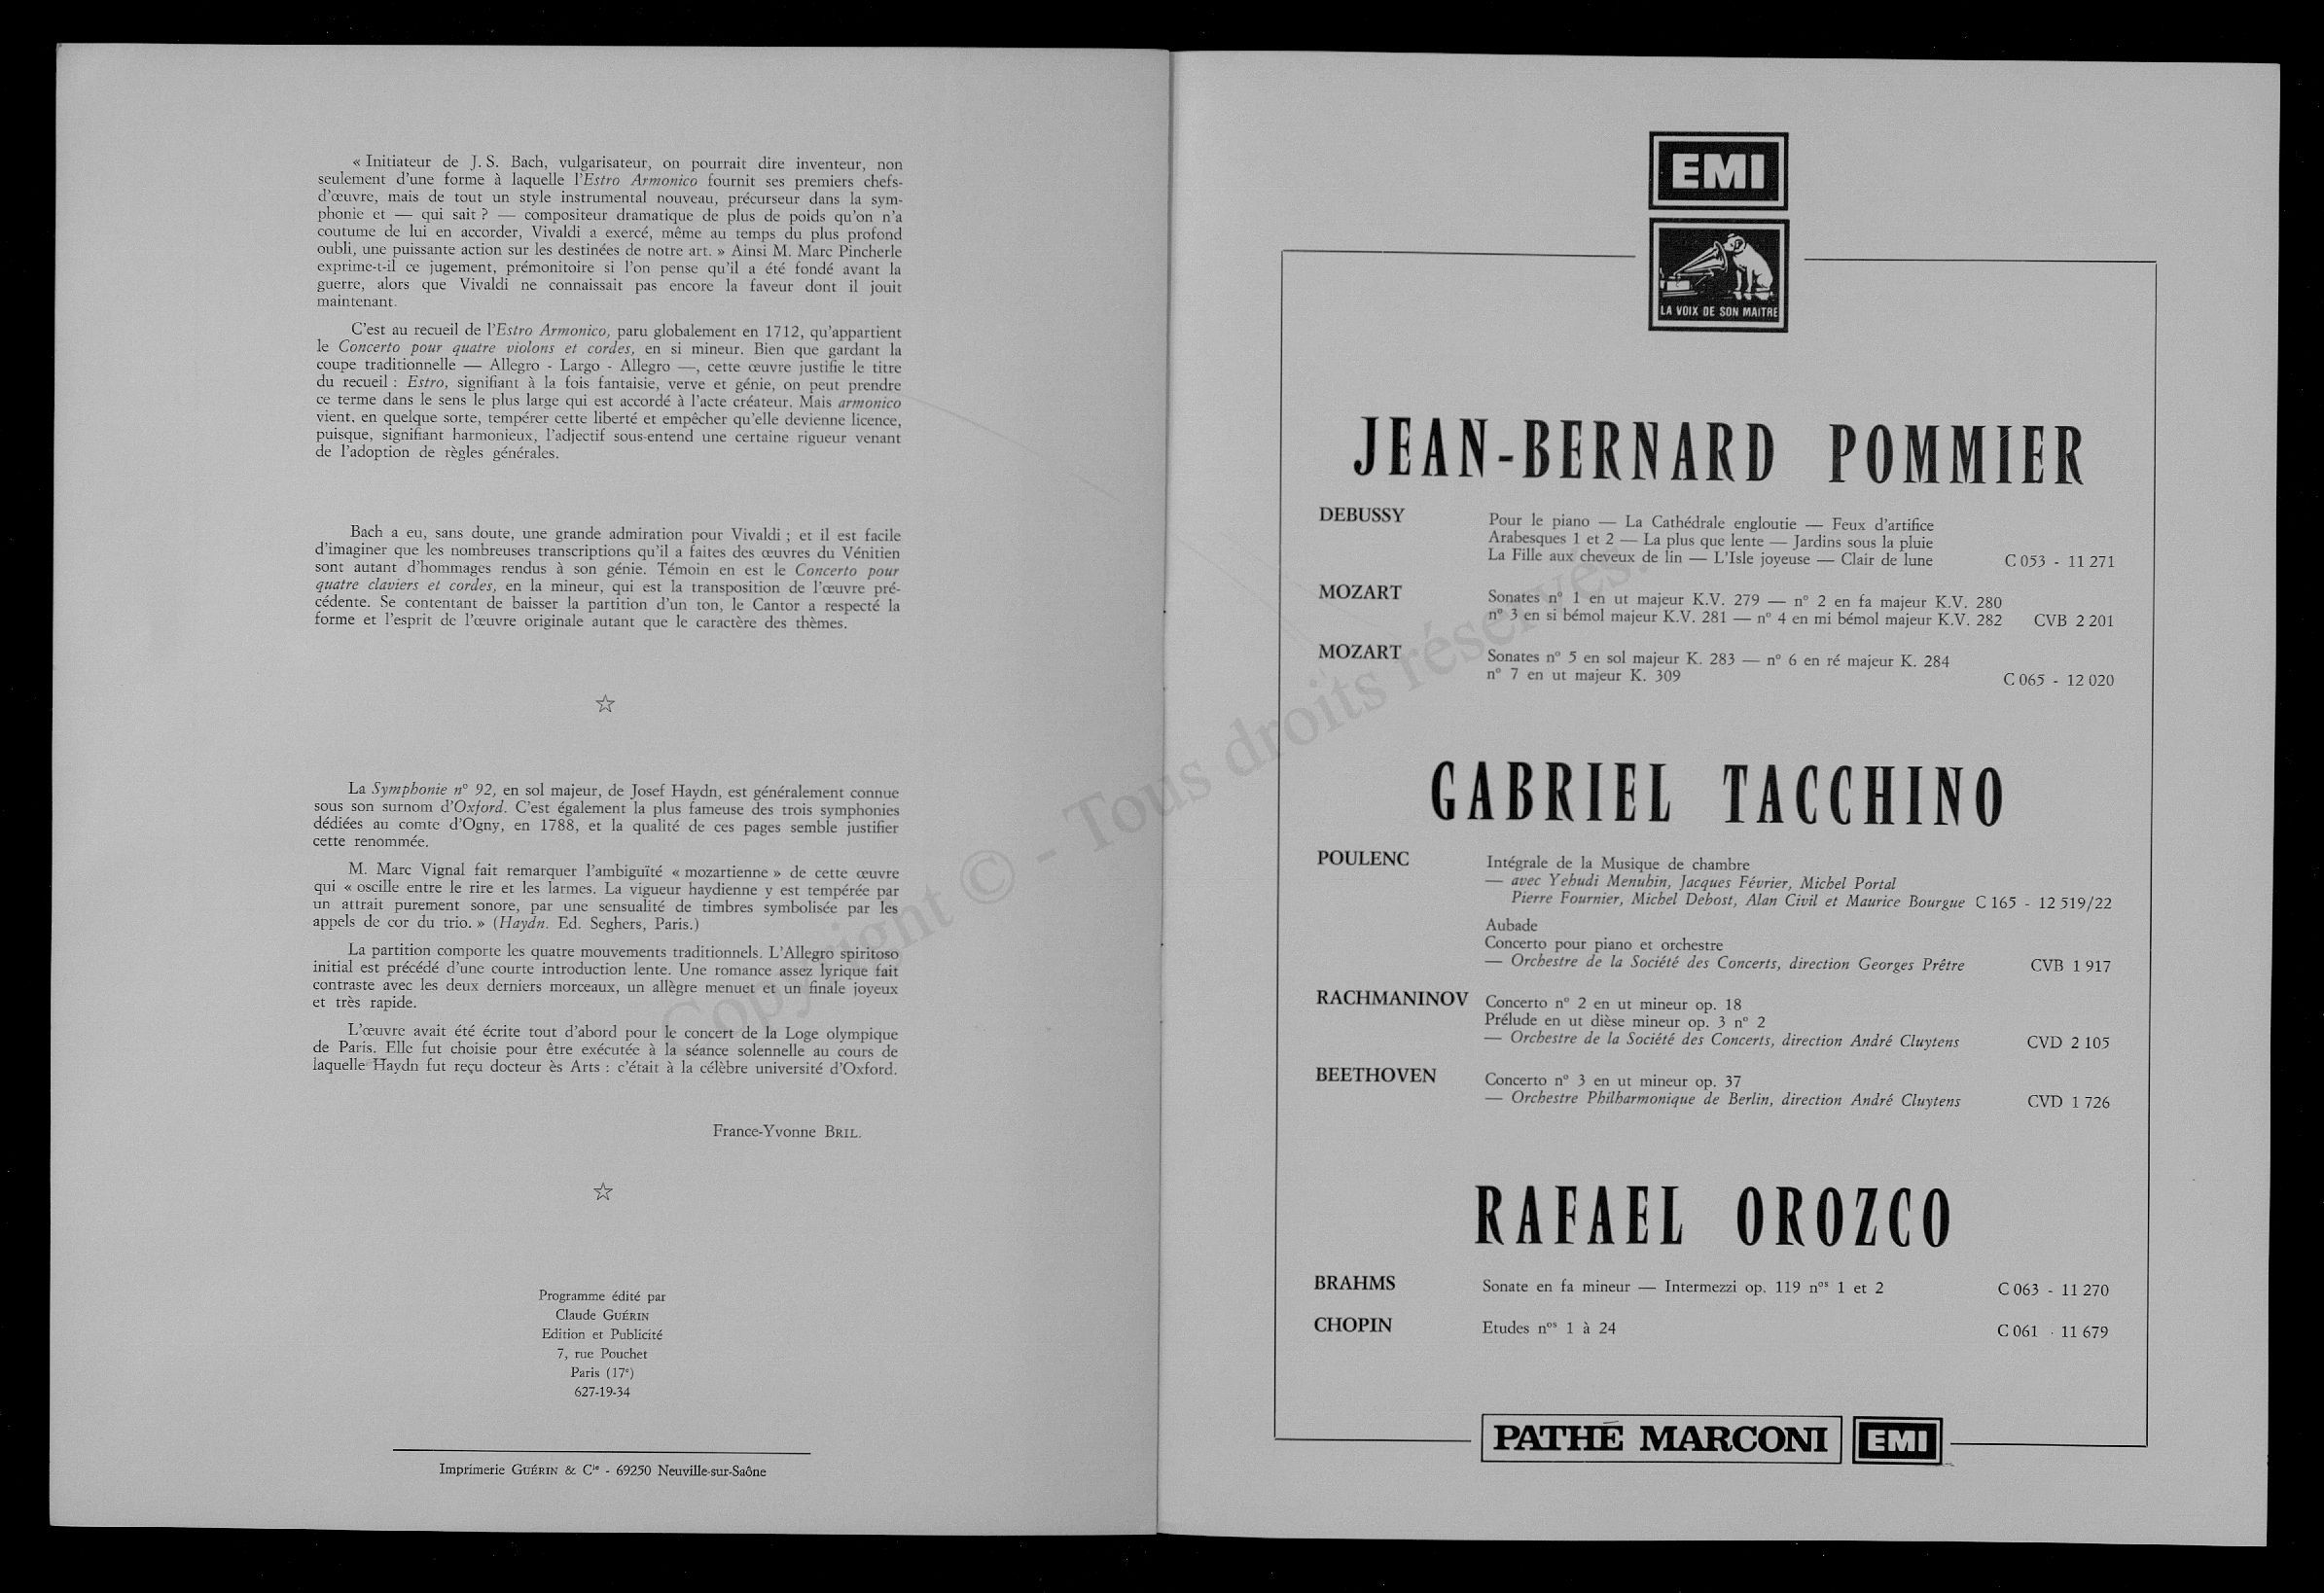 « Initiateur de J. S. Bach, vulgarisateur, on pourrait dire inventeur, non
seulement d'une forme à laquelle l'Estro Armonico fournit ses premiers chefs-
d'œuvre, mais de tout un style instrumental nouveau, précurseur dans la sym-
phonie et — qui sait ? — compositeur dramatique de plus de poids qu'on n'a
coutume de lui en accorder, Vivaldi a exercé, même au temps du plus profond
oubli, une puissante action sur les destinées de notre art. » Ainsi M. Marc Pincherle
exprime-t-il ce jugement, prémonitoire si l'on pense qu'il a été fondé avant la
guerre, alors que Vivaldi ne connaissait pas encore la faveur dont il jouit
maintenant.
C'est au recueil de l'Estro Armonico, paru globalement en 1712, qu'appartient
le Concerto pour quatre violons et cordes, en si mineur. Bien que gardant la
coupe traditionnelle — Allegro - Largo - Allegro —, cette œuvre justifie le titre
du recueil : Estro, signifiant à la fois fantaisie, verve et génie, on peut prendre
ce terme dans le sens le plus large qui est accordé à l'acte créateur. Mais armonico
vient, en quelque sorte, tempérer cette liberté et empêcher qu'elle devienne licence,
puisque, signifiant harmonieux, l'adjectif sous-entend une certaine rigueur venant
de l'adoption de règles générales.
Bach a eu, sans doute, une grande admiration pour Vivaldi ; et il est facile
d'imaginer que les nombreuses transcriptions qu'il a faites des œuvres du Vénitien
sont autant d'hommages rendus à son génie. Témoin en est le Concerto pour
quatre claviers et cordes, en la mineur, qui est la transposition de l'œuvre pré-
cédente. Se contentant de baisser la partition d'un ton, le Cantor a respecté la
forme et l'esprit de l'œuvre originale autant que le caractère des thèmes.
☆
La Symphonie n° 92, en sol majeur, de Josef Haydn, est généralement connue
sous son surnom d'Oxford. C'est également la plus fameuse des trois symphonies
dédiées au comte d'Ogny, en 1788, et la qualité de ces pages semble justifier
cette renommée.
M. Marc Vignal fait remarquer l'ambiguïté « mozartienne » de cette œuvre
qui « oscille entre le rire et les larmes. La vigueur haydienne y est tempérée par
un attrait purement sonore, par une sensualité de timbres symbolisée par les
appels de cor du trio. » (Haydn. Ed. Seghers, Paris.)
La partition comporte les quatre mouvements traditionnels. L'Allegro spiritoso
initial est précédé d'une courte introduction lente. Une romance assez lyrique fait
contraste avec les deux derniers morceaux, un allègre menuet et un finale joyeux
et très rapide.
L'œuvre avait été écrite tout d'abord pour le concert de la Loge olympique
de Paris. Elle fut choisie pour être exécutée à la séance solennelle au cours de
laquelle Haydn fut reçu docteur ès Arts : c'était à la célèbre université d'Oxford.
France-Yvonne BRIL.
☆
Programme édité par
Claude GUÉRIN
Edition et Publicité
7, rue Pouchet
Paris (17e)
627-19-34
Imprimerie GUÉRIN & Cie - 69250 Neuville-sur-Saône
EMI
LA VOIX DE SON MAITRE
JEAN-BERNARD POMMIER
DEBUSSY Pour le piano — La Cathédrale engloutie — Feux d'artifice
Arabesques 1 et 2 — La plus que lente — Jardins sous la pluie
La Fille aux cheveux de lin — L'Isle joyeuse — Clair de lune C 053 - 11 271
MOZART Sonates n° 1 en ut majeur K.V. 279 — n° 2 en fa majeur K.V. 280
n° 3 en si bémol majeur K.V. 281 — n° 4 en mi bémol majeur K.V. 282 CVB 2 201
MOZART Sonates n° 5 en sol majeur K. 283 — n° 6 en ré majeur K. 284
n° 7 en ut majeur K. 309 C 065 - 12 020
GABRIEL TACCHINO
POULENC Intégrale de la Musique de chambre
— avec Yehudi Menuhin, Jacques Février, Michel Portal
Pierre Fournier, Michel Debost, Alan Civil et Maurice Bourgue C 165 - 12 519/22
Aubade
Concerto pour piano et orchestre
— Orchestre de la Société des Concerts, direction Georges Prêtre CVB 1 917
RACHMANINOV Concerto n° 2 en ut mineur op. 18
Prélude en ut dièse mineur op. 3 n° 2
— Orchestre de la Société des Concerts, direction André Cluytens CVD 2 105
BEETHOVEN Concerto n° 3 en ut mineur op. 37
— Orchestre Philharmonique de Berlin, direction André Cluytens CVD 1 726
RAFAEL OROZCO
BRAHMS Sonate en fa mineur — Intermezzi op. 119 nos 1 et 2 C 063 - 11 270
CHOPIN Etudes nos 1 à 24 C 061 - 11 679
PATHÉ MARCONI EMI
Copyright © - Tous droits réservés.